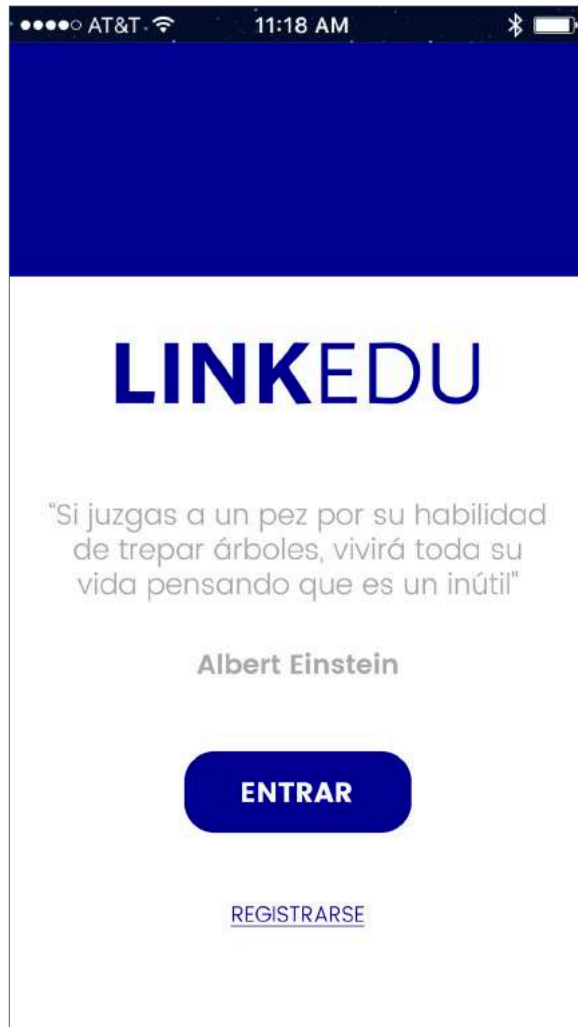 AT&T 11:18 AM
LINKEDU
“Si juzgas a un pez por su habilidad
de trepar árboles, vivirá toda su
vida pensando que es un inútil"
Albert Einstein
ENTRAR
REGISTRARSE